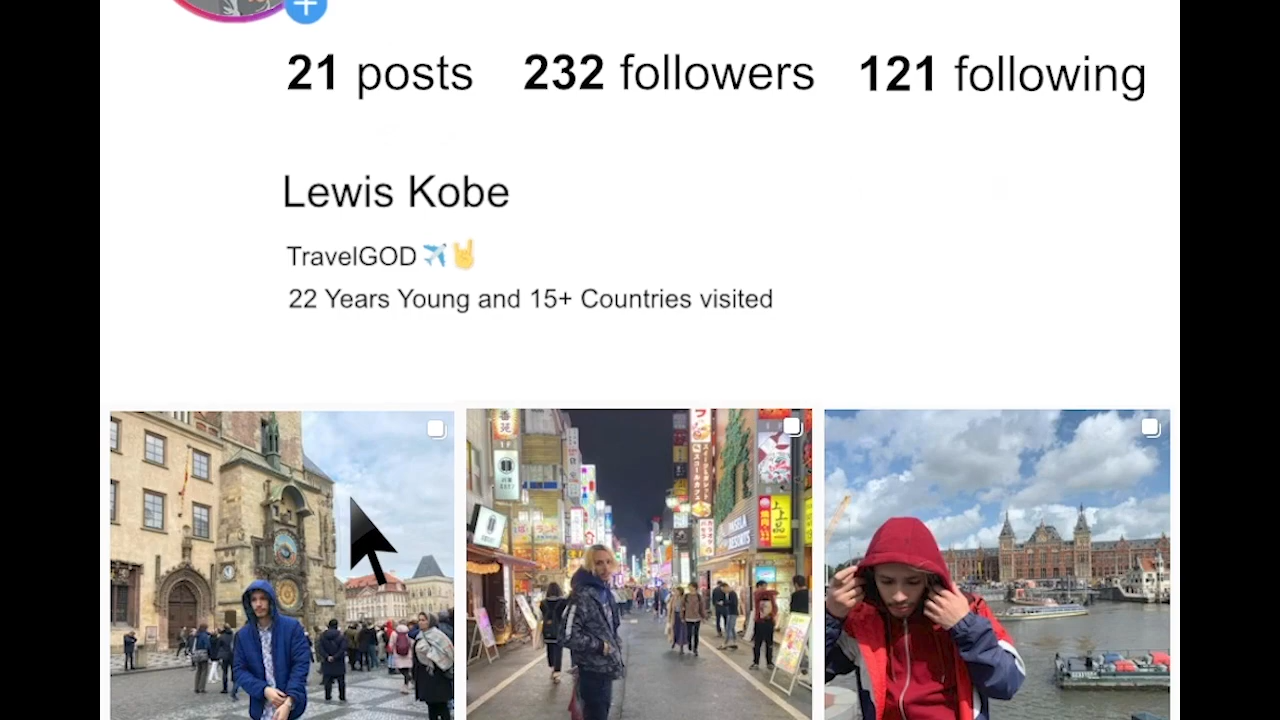 21 posts 232 followers 121 following
Lewis Kobe
TravelGOD✈️🤘
22 Years Young and 15+ Countries visited